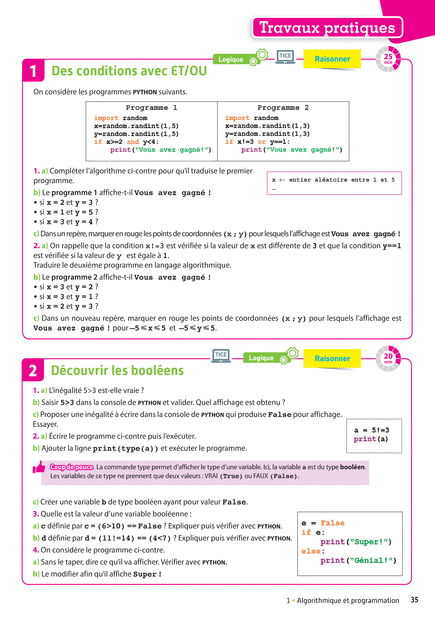 Travaux pratiques
Logique TICE Raisonner 25 min
1 Des conditions avec ET/OU
On considère les programmes PYTHON suivants.
Programme 1
import random
x=random.randint(1,5)
y=random.randint(1,5)
if x>=2 and y<4:
print("Vous avez gagné!")
Programme 2
import random
x=random.randint(1,3)
y=random.randint(1,3)
if x!=3 or y==1:
print("Vous avez gagné!")
1. a) Compléter l'algorithme ci-contre pour qu'il traduise le premier
programme.
x ← entier aléatoire entre 1 et 5
…
b) Le programme 1 affiche-t-il Vous avez gagné !
• si x = 2 et y = 3 ?
• si x = 1 et y = 5 ?
• si x = 3 et y = 4 ?
c) Dans un repère, marquer en rouge les points de coordonnées (x ; y) pour lesquels l'affichage est Vous avez gagné !
2. a) On rappelle que la condition x!=3 est vérifiée si la valeur de x est différente de 3 et que la condition y==1
est vérifiée si la valeur de y est égale à 1.
Traduire le deuxième programme en langage algorithmique.
b) Le programme 2 affiche-t-il Vous avez gagné !
• si x = 3 et y = 2 ?
• si x = 3 et y = 1 ?
• si x = 2 et y = 3 ?
c) Dans un nouveau repère, marquer en rouge les points de coordonnées (x ; y) pour lesquels l'affichage est
Vous avez gagné ! pour –5 ⩽ x ⩽ 5 et –5 ⩽ y ⩽ 5.
TICE Logique Raisonner 20 min
2 Découvrir les booléens
1. a) L'inégalité 5>3 est-elle vraie ?
b) Saisir 5>3 dans la console de PYTHON et valider. Quel affichage est obtenu ?
c) Proposer une inégalité à écrire dans la console de PYTHON qui produise False pour affichage.
Essayer.
2. a) Écrire le programme ci-contre puis l'exécuter.
b) Ajouter la ligne print(type(a)) et exécuter le programme.
a = 5!=3
print(a)
Coup de pouce La commande type permet d'afficher le type d'une variable. Ici, la variable a est du type booléen.
Les variables de ce type ne prennent que deux valeurs : VRAI (True) ou FAUX (False).
c) Créer une variable b de type booléen ayant pour valeur False.
3. Quelle est la valeur d'une variable booléenne :
a) c définie par c = (6>10) == False ? Expliquer puis vérifier avec PYTHON.
b) d définie par d = (11!=14) == (4<7) ? Expliquer puis vérifier avec PYTHON.
4. On considère le programme ci-contre.
a) Sans le taper, dire ce qu'il va afficher. Vérifier avec PYTHON.
b) Le modifier afin qu'il affiche Super !
e = False
if e:
print("Super!")
else:
print("Génial!")
1 • Algorithmique et programmation 35